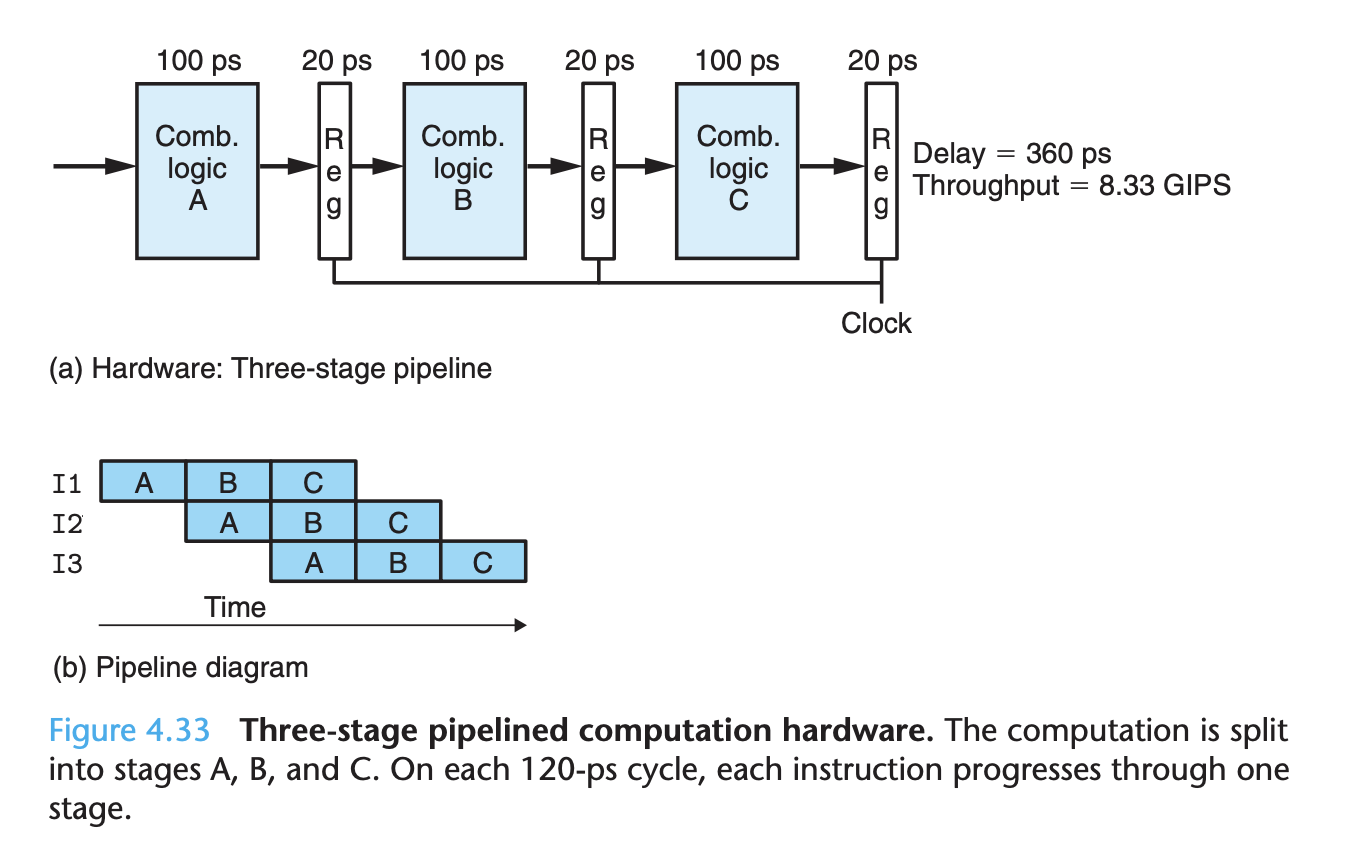 100 ps 20 ps 100 ps 20 ps 100 ps 20 ps
Comb. logic A
R e g
Comb. logic B
R e g
Comb. logic C
R e g
Delay = 360 ps
Throughput = 8.33 GIPS
Clock
(a) Hardware: Three-stage pipeline
I1 A B C
I2 A B C
I3 A B C
Time
(b) Pipeline diagram
Figure 4.33 Three-stage pipelined computation hardware. The computation is split
into stages A, B, and C. On each 120-ps cycle, each instruction progresses through one
stage.